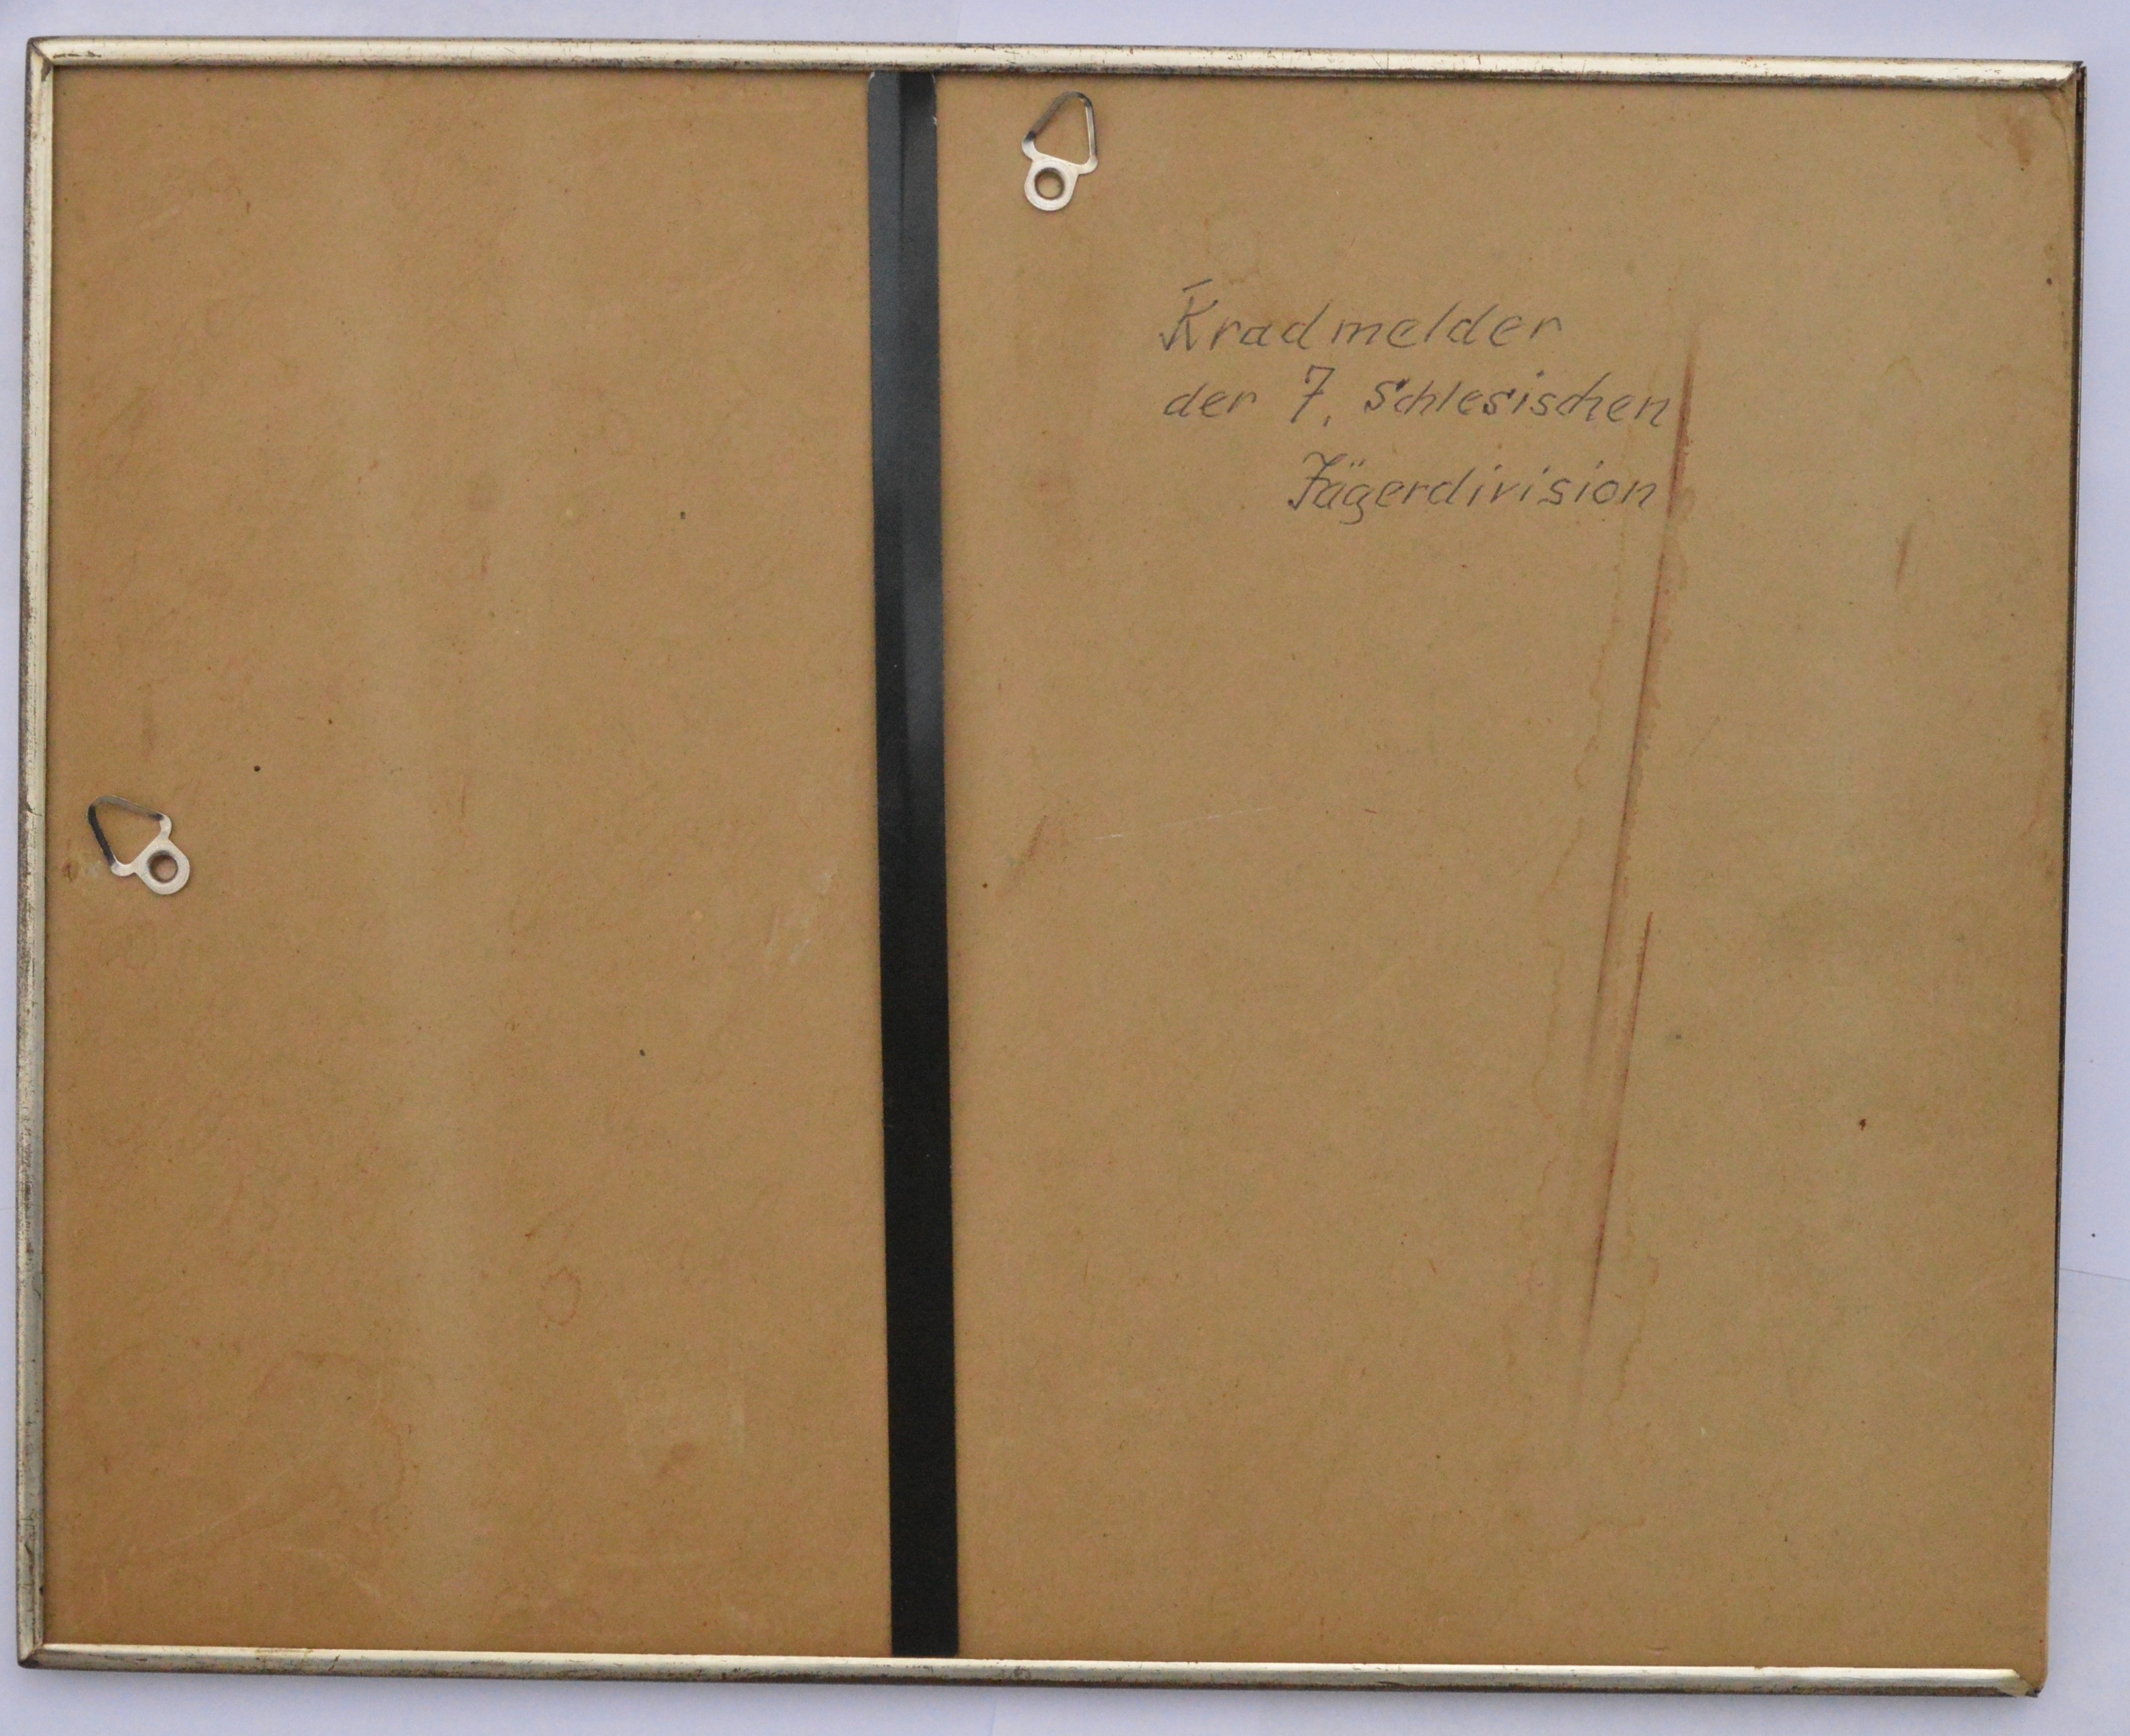 Kradmelder
der 7. Schlesischen
Jägerdivision